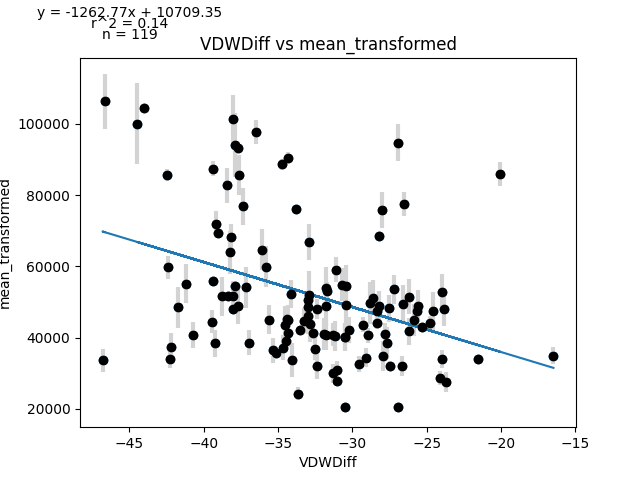 y = -1262.77x + 10709.35
r^2 = 0.14
n = 119
VDWDiff vs mean_transformed
mean_transformed
100000
80000
60000
40000
20000
−45
−40
−35
−30
−25
−20
−15
VDWDiff